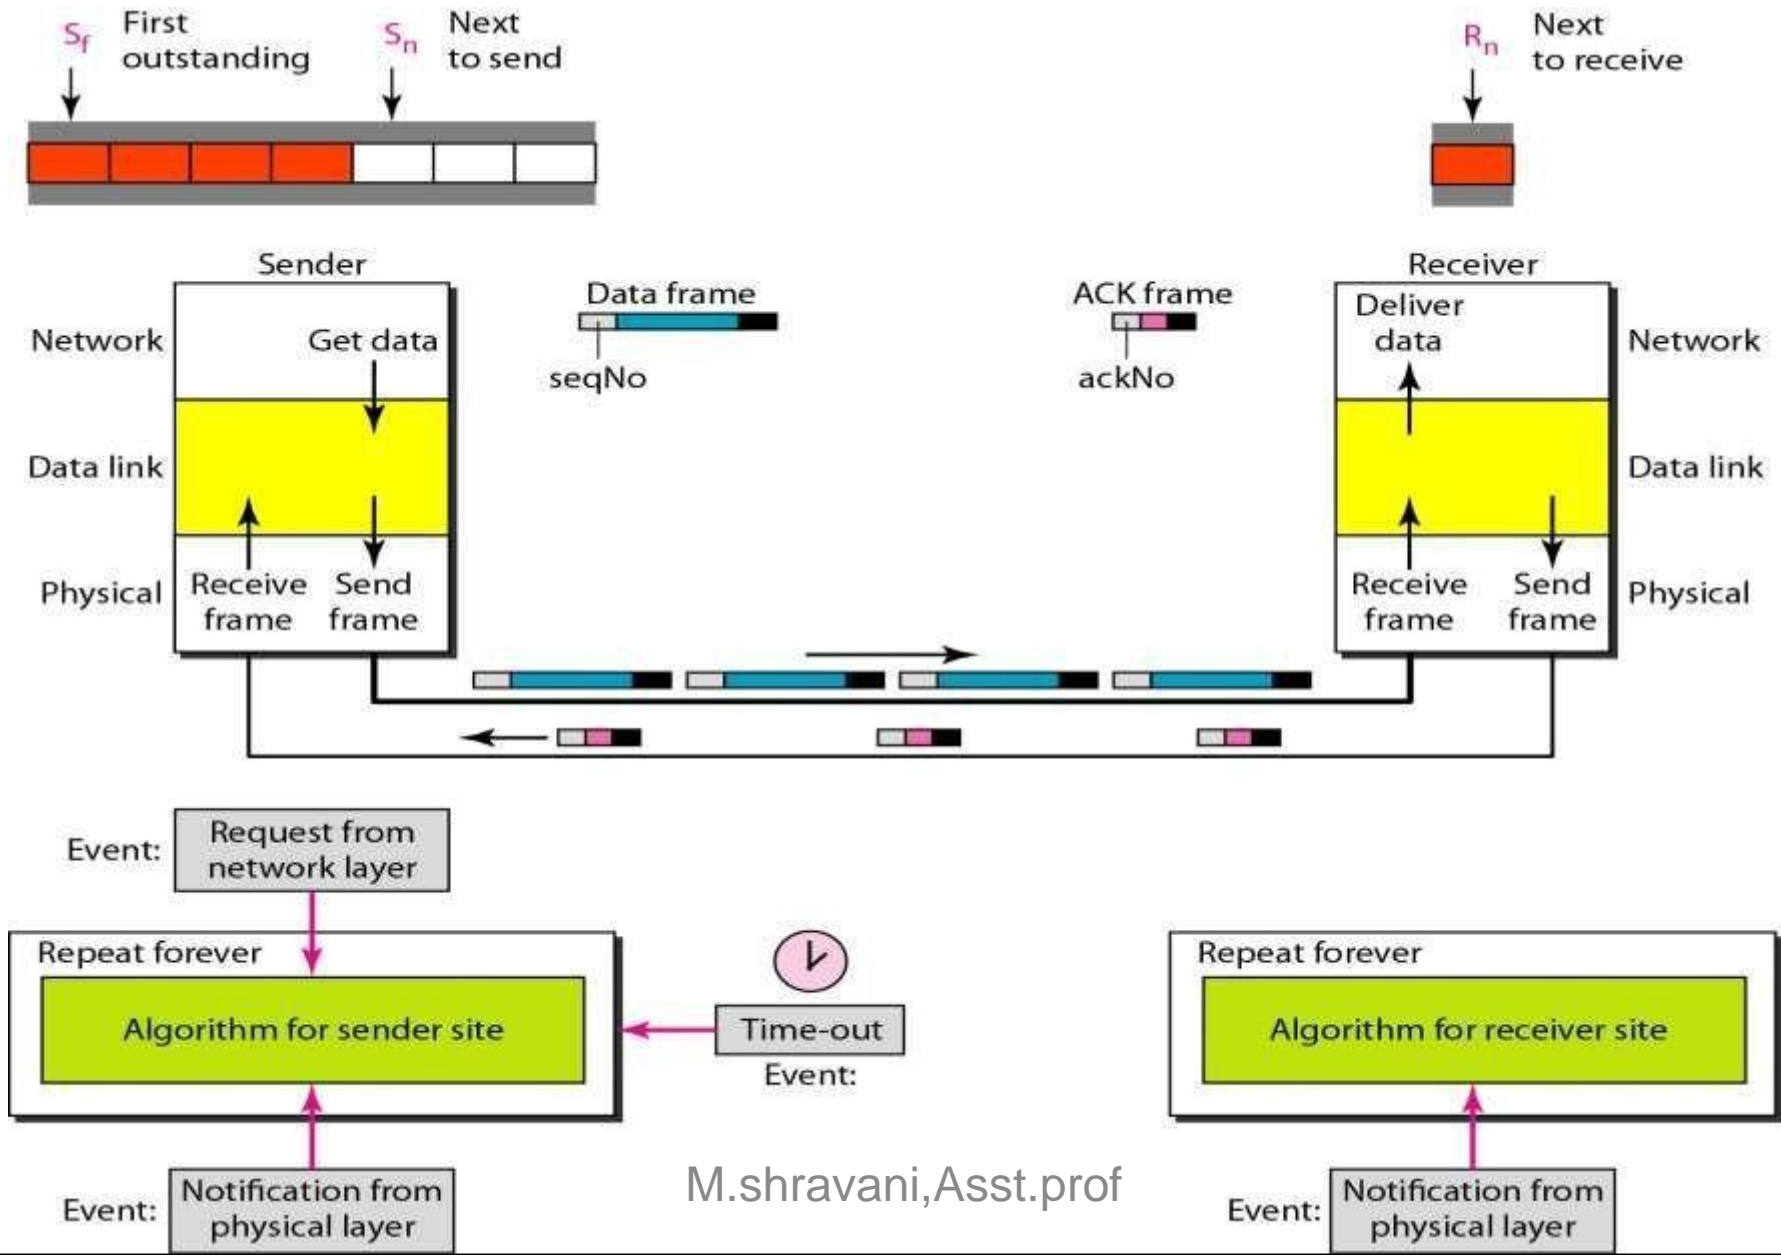 S_f First
outstanding
S_n Next
to send
R_n Next
to receive
Sender
Receiver
Data frame
seqNo
ACK frame
ackNo
Network
Get data
Deliver
data
Network
Data link
Data link
Physical
Receive
frame
Send
frame
Receive
frame
Send
frame
Physical
Event:
Request from
network layer
Repeat forever
Algorithm for sender site
Time-out
Event:
Repeat forever
Algorithm for receiver site
Event:
Notification from
physical layer
M.shravani,Asst.prof
Event:
Notification from
physical layer